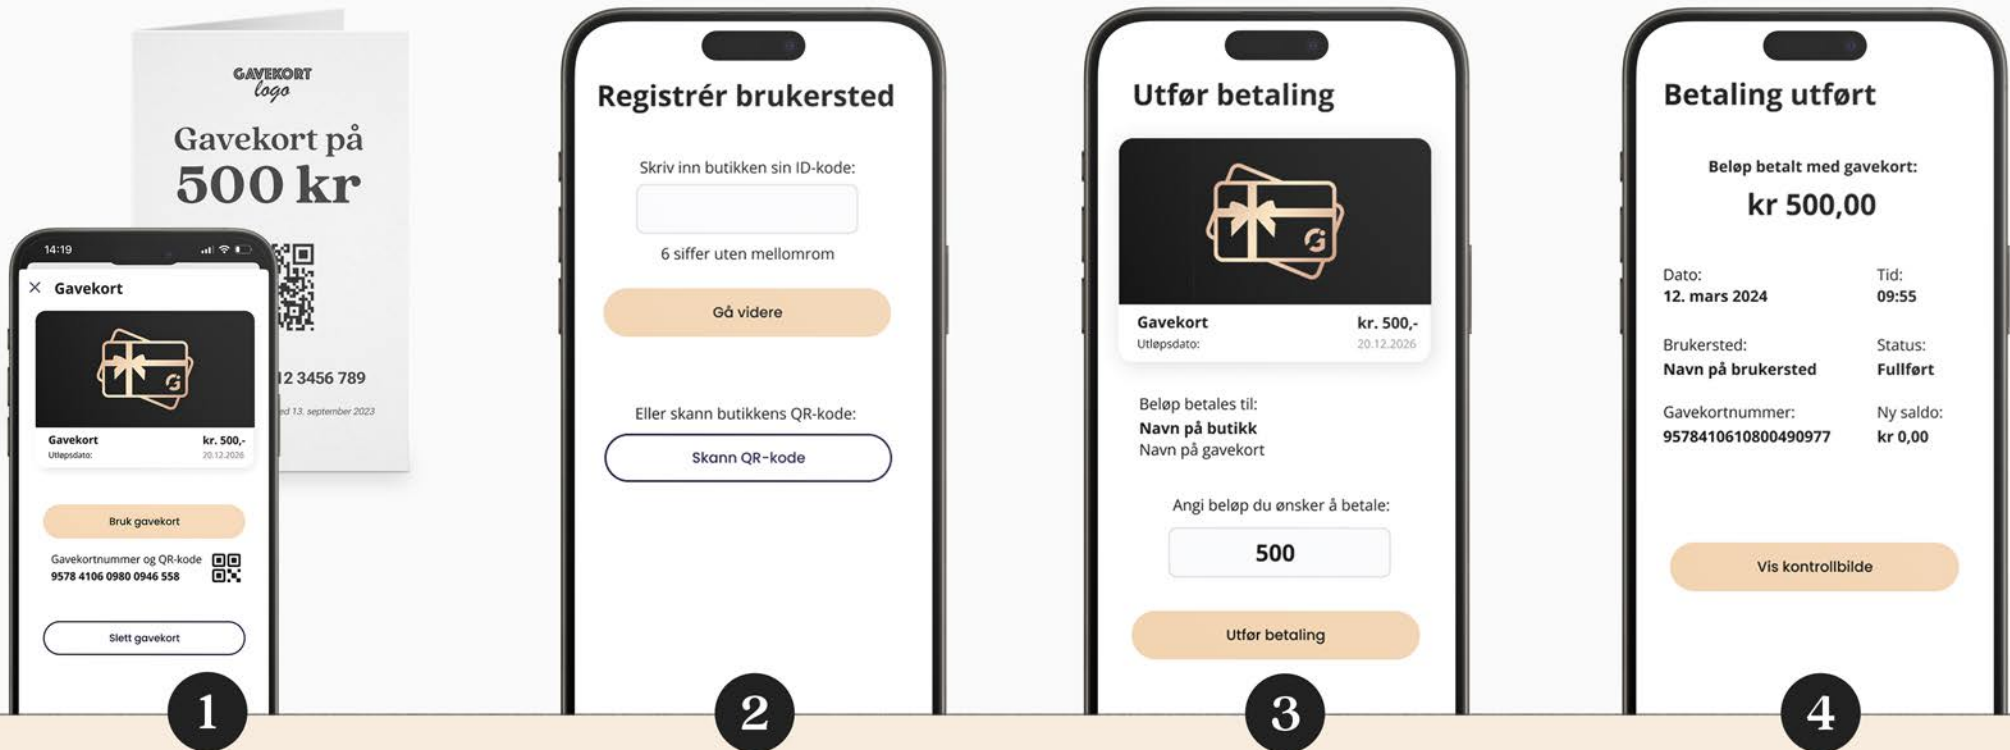 GAVEKORT
logo
Gavekort på
500 kr
12 3456 789
ed 13. september 2023
14:19
Gavekort
Gavekort kr. 500,-
Utløpsdato: 20.12.2026
Bruk gavekort
Gavekortnummer og QR-kode
9578 4106 0980 0946 558
Slett gavekort
1
Registrér brukersted
Skriv inn butikken sin ID-kode:
6 siffer uten mellomrom
Gå videre
Eller skann butikkens QR-kode:
Skann QR-kode
2
Utfør betaling
Gavekort kr. 500,-
Utløpsdato: 20.12.2026
Beløp betales til:
Navn på butikk
Navn på gavekort
Angi beløp du ønsker å betale:
500
Utfør betaling
3
Betaling utført
Beløp betalt med gavekort:
kr 500,00
Dato: Tid:
12. mars 2024 09:55
Brukersted: Status:
Navn på brukersted Fullført
Gavekortnummer: Ny saldo:
9578410610800490977 kr 0,00
Vis kontrollbilde
4